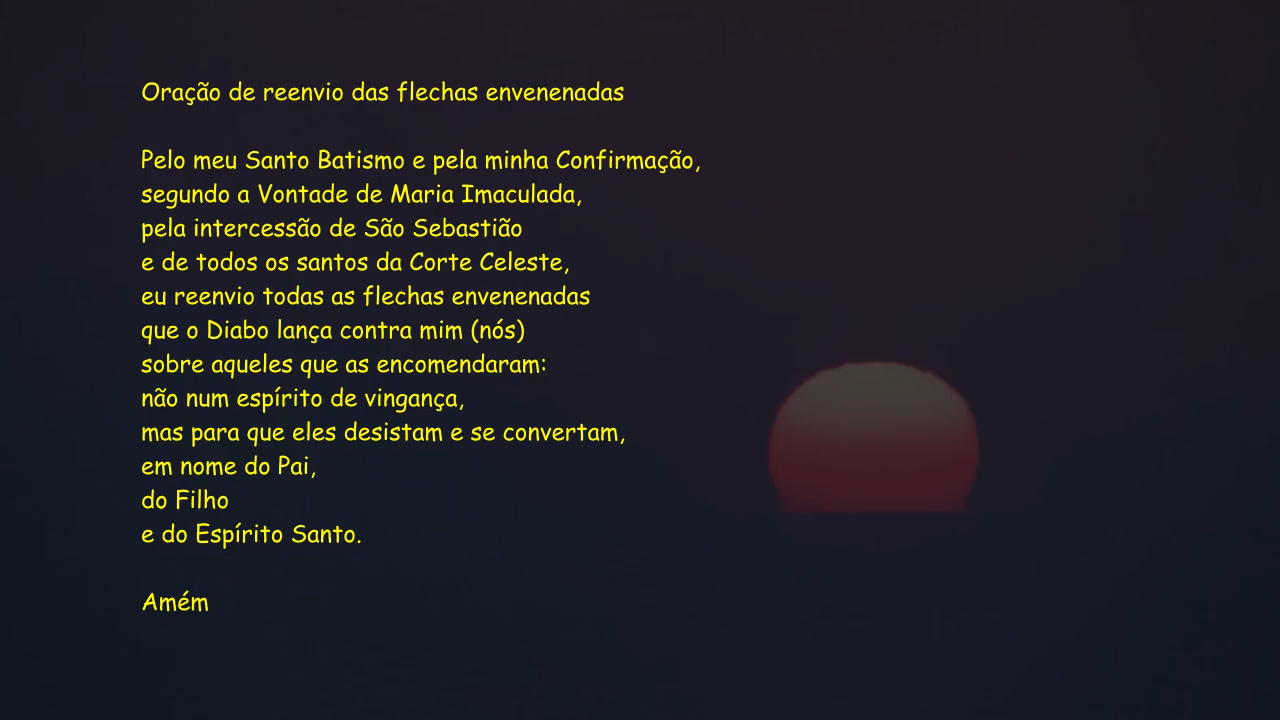 Oração de reenvio das flechas envenenadas
Pelo meu Santo Batismo e pela minha Confirmação,
segundo a Vontade de Maria Imaculada,
pela intercessão de São Sebastião
e de todos os santos da Corte Celeste,
eu reenvio todas as flechas envenenadas
que o Diabo lança contra mim (nós)
sobre aqueles que as encomendaram:
não num espírito de vingança,
mas para que eles desistam e se convertam,
em nome do Pai,
do Filho
e do Espírito Santo.
Amém